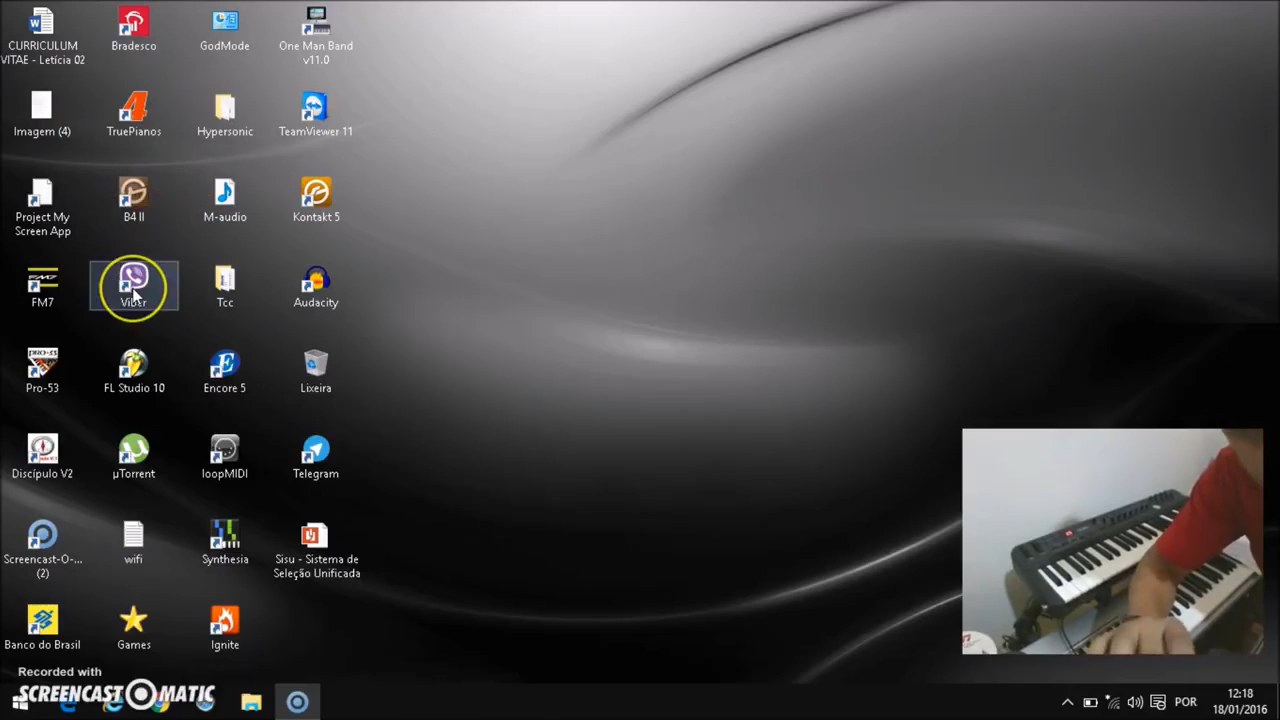 CURRICULUM
VITAE - Letícia 02
Bradesco
GodMode
One Man Band
v11.0
Imagem (4)
TruePianos
Hypersonic
TeamViewer 11
Project My
Screen App
B4 II
M-audio
Kontakt 5
FM7
Viber
Tcc
Audacity
PRO-53
Pro-53
FL Studio 10
Encore 5
Lixeira
Discípulo V2
µTorrent
loopMIDI
Telegram
Screencast-O-...
(2)
wifi
Synthesia
Sisu - Sistema de
Seleção Unificada
Banco do Brasil
Games
Ignite
Recorded with
SCREENCAST O MATIC
POR
12:18
18/01/2016